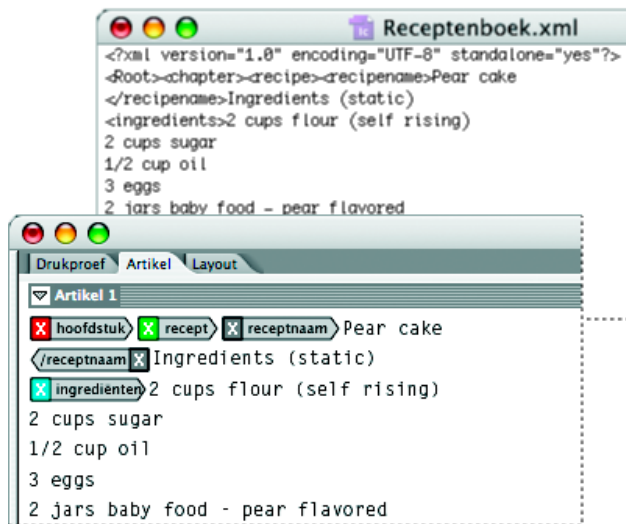 Receptenboek.xml
<?xml version="1.0" encoding="UTF-8" standalone="yes"?>
<Root><chapter><recipe><recipename>Pear cake
</recipename>Ingredients (static)
<ingredients>2 cups flour (self rising)
2 cups sugar
1/2 cup oil
3 eggs
2 jars baby food – pear flavored
Drukproef Artikel Layout
Artikel 1
hoofdstuk recept receptnaam Pear cake
/receptnaam Ingredients (static)
ingrediënten 2 cups flour (self rising)
2 cups sugar
1/2 cup oil
3 eggs
2 jars baby food - pear flavored